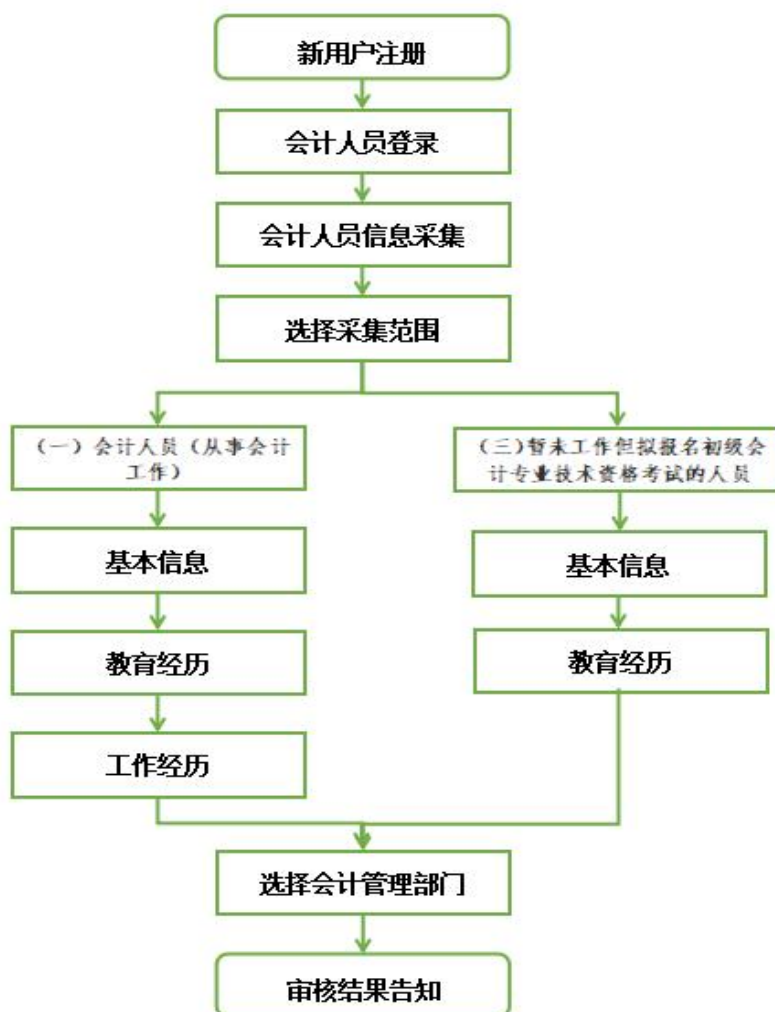 新用户注册
会计人员登录
会计人员信息采集
选择采集范围
（一）会计人员（从事会计
工作）
基本信息
教育经历
工作经历
（三）暂未工作但拟报名初级会
计专业技术资格考试的人员
基本信息
教育经历
选择会计管理部门
审核结果告知